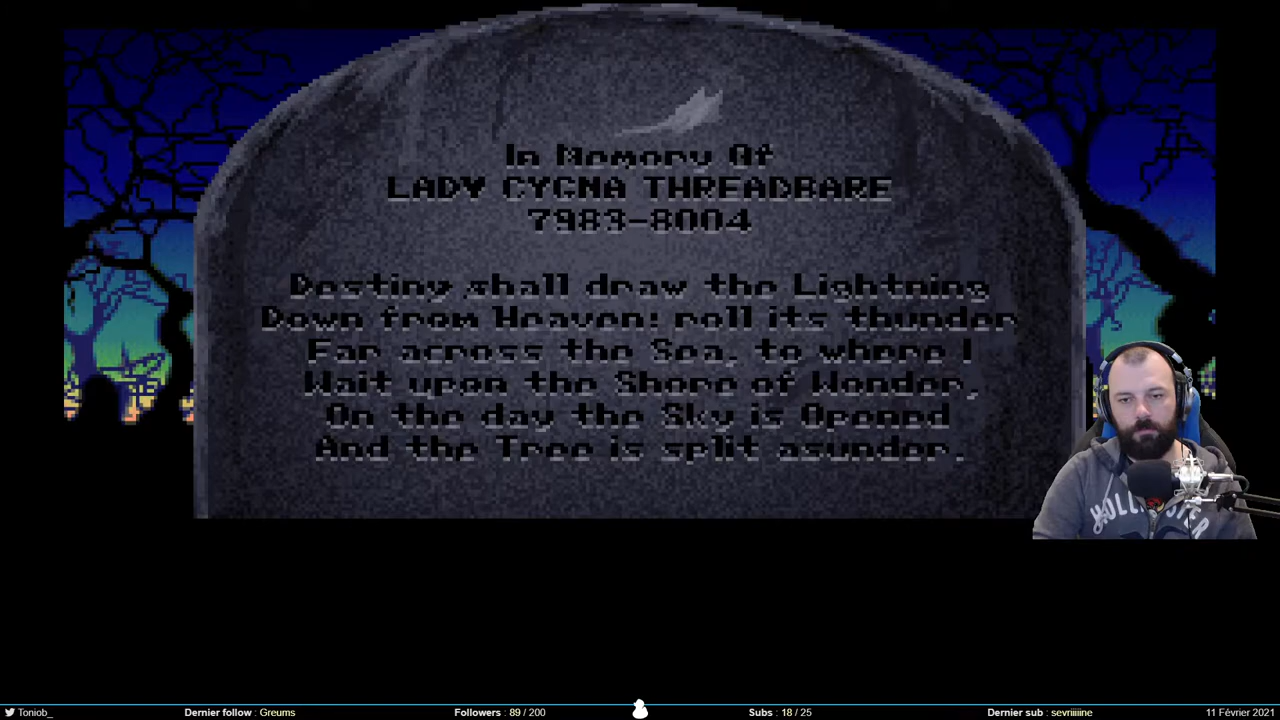 In Memory Of
LADY CYGNA THREADBARE
7983-8004
Destiny shall draw the Lightning
Down from Heaven; roll its thunder
Far across the Sea, to where I
Wait upon the Shore of Wonder,
On the day the Sky is Opened
And the Tree is split asunder.
HOLLISTER
Toniob_ Dernier follow : Greums Followers : 89 / 200 Subs : 18 / 25 Dernier sub : sevriiiiine 11 Février 2021